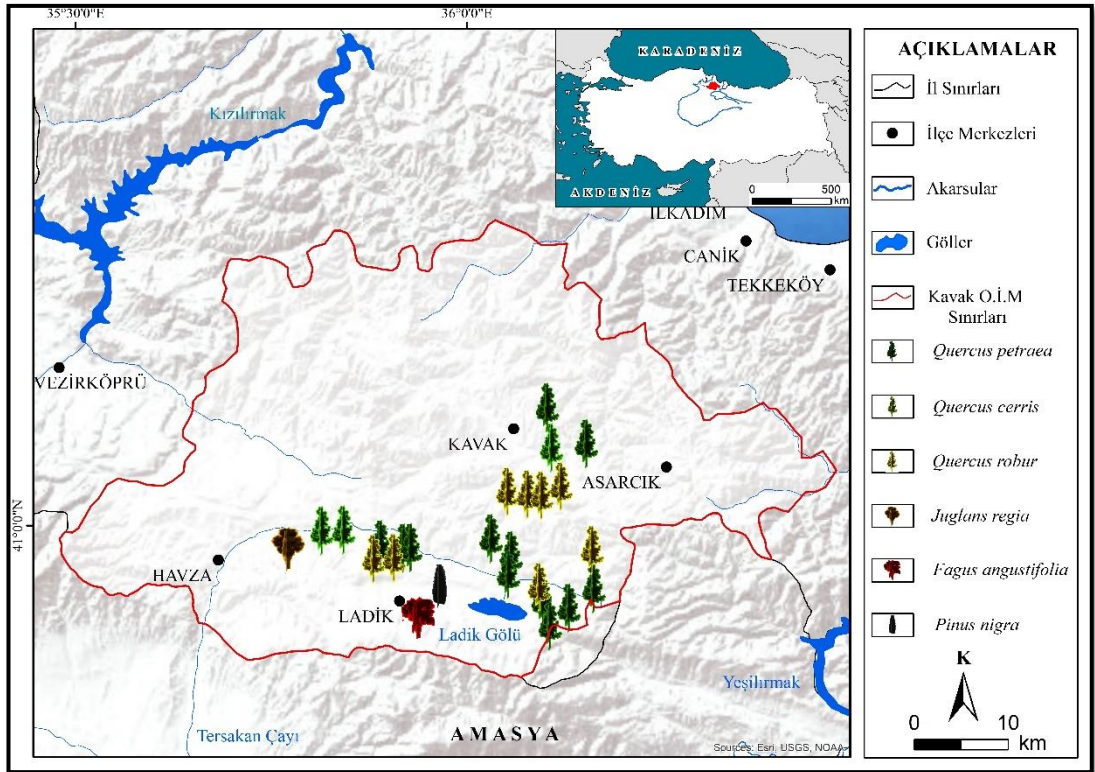 35°30'0"E
36°0'0"E
41°0'0"N
KARADENİZ
AKDENİZ
0 500
km
Kızılırmak
İLKADIM
CANİK
TEKKEKÖY
VEZİRKÖPRÜ
KAVAK
ASARCIK
HAVZA
LADİK
Ladik Gölü
Yeşilırmak
Tersakan Çayı
AMASYA
Sources: Esri, USGS, NOAA
AÇIKLAMALAR
İl Sınırları
İlçe Merkezleri
Akarsular
Göller
Kavak O.İ.M
Sınırları
Quercus petraea
Quercus cerris
Quercus robur
Juglans regia
Fagus angustifolia
Pinus nigra
K
0 10
km